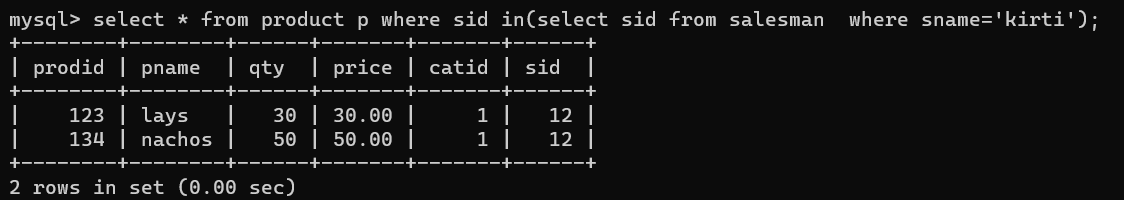 mysql> select * from product p where sid in(select sid from salesman  where sname='kirti');
+--------+--------+------+-------+-------+------+
| prodid | pname  | qty  | price | catid | sid  |
+--------+--------+------+-------+-------+------+
|    123 | lays   |   30 | 30.00 |     1 |   12 |
|    134 | nachos |   50 | 50.00 |     1 |   12 |
+--------+--------+------+-------+-------+------+
2 rows in set (0.00 sec)